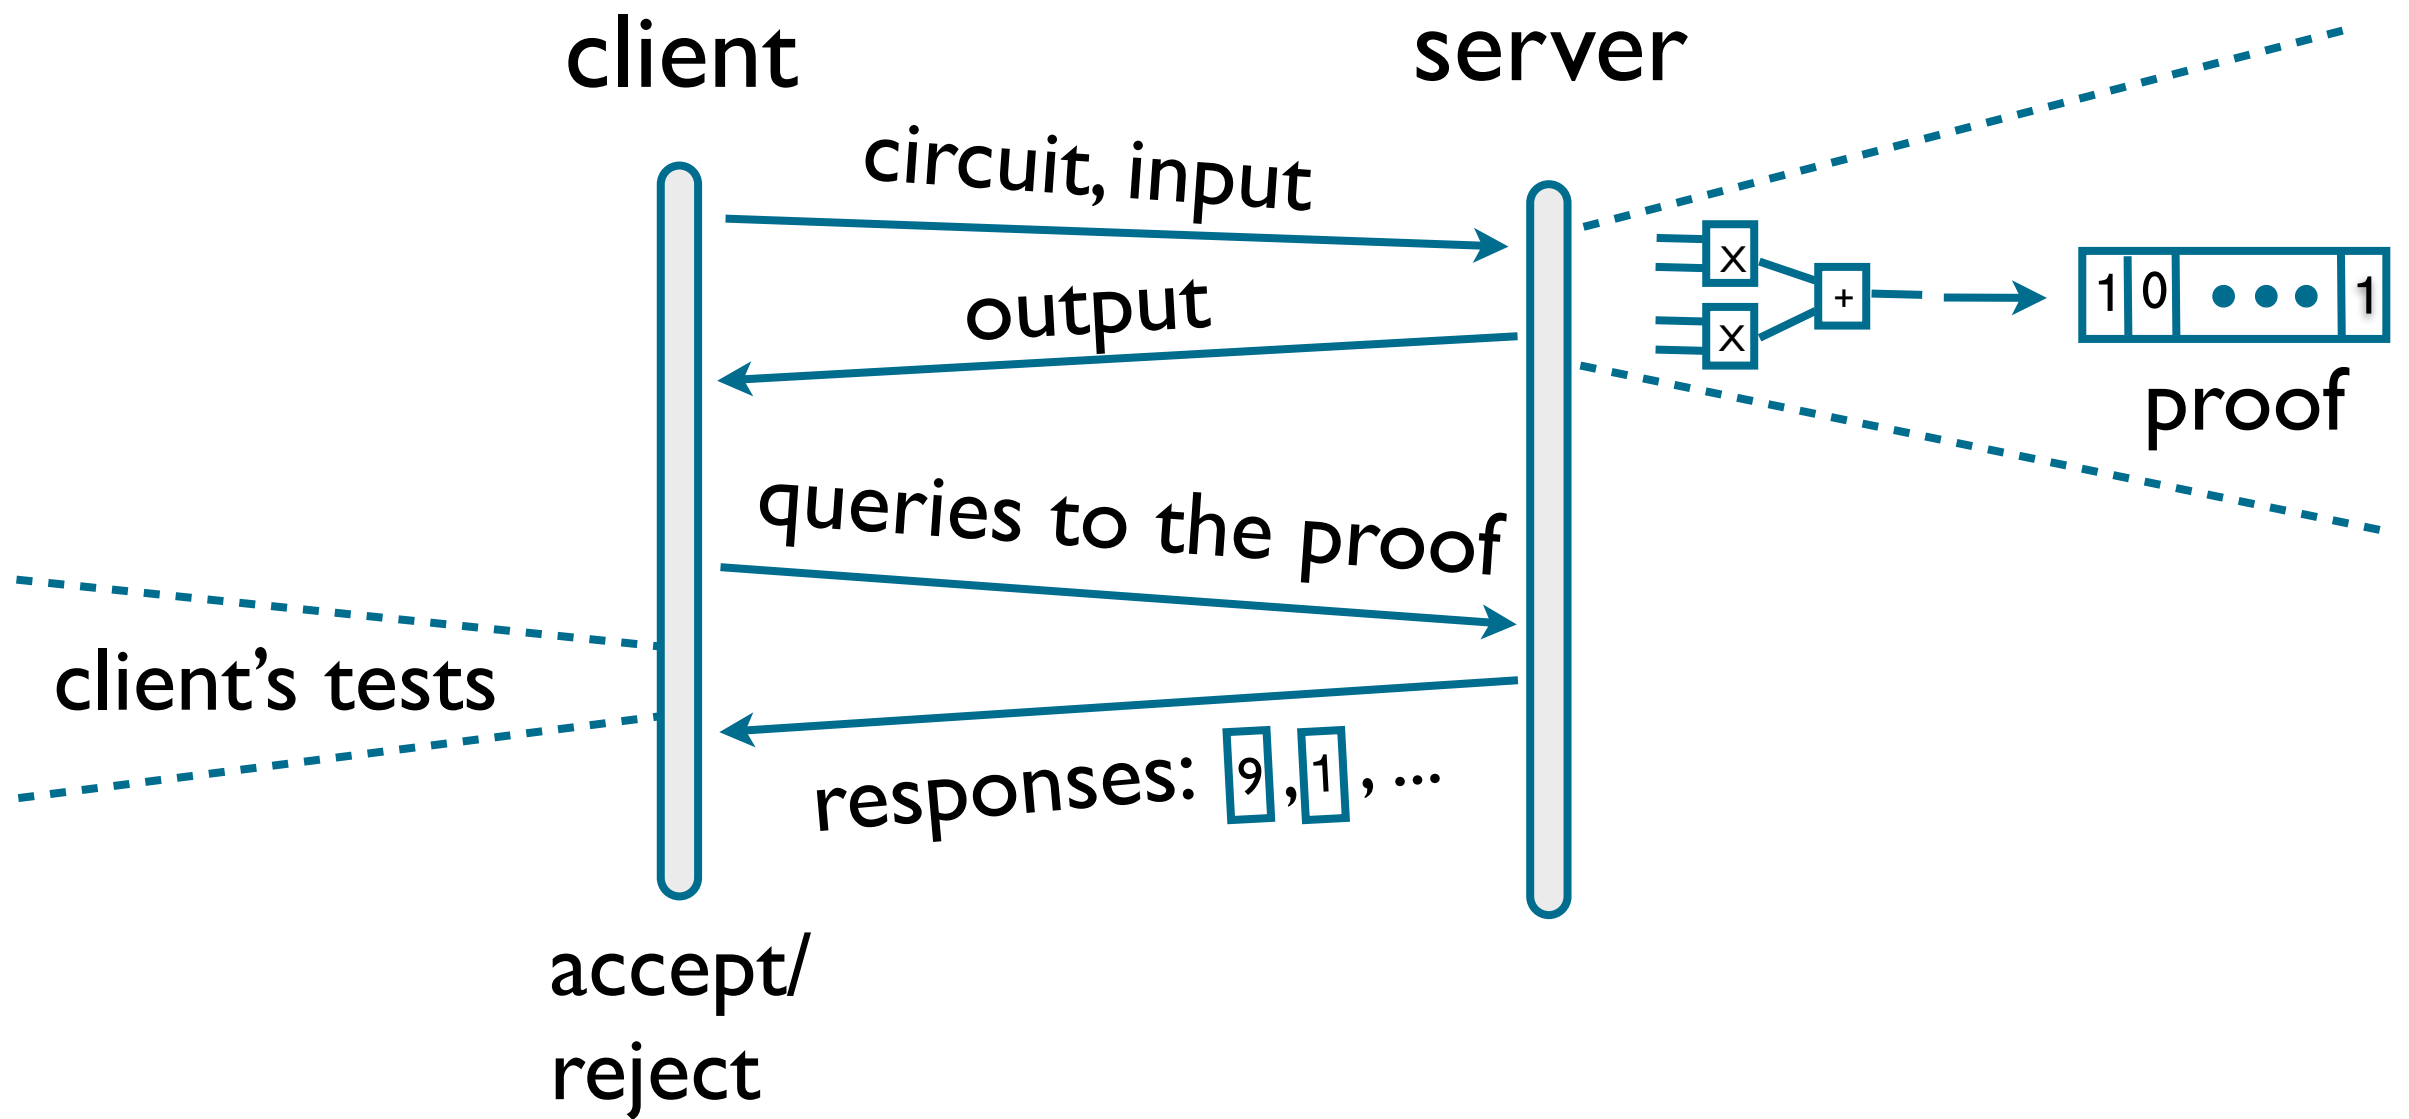 client
server
circuit, input
x
+
x
1 0 ••• 1
proof
output
queries to the proof
client's tests
responses: 9, 1, ...
accept/
reject